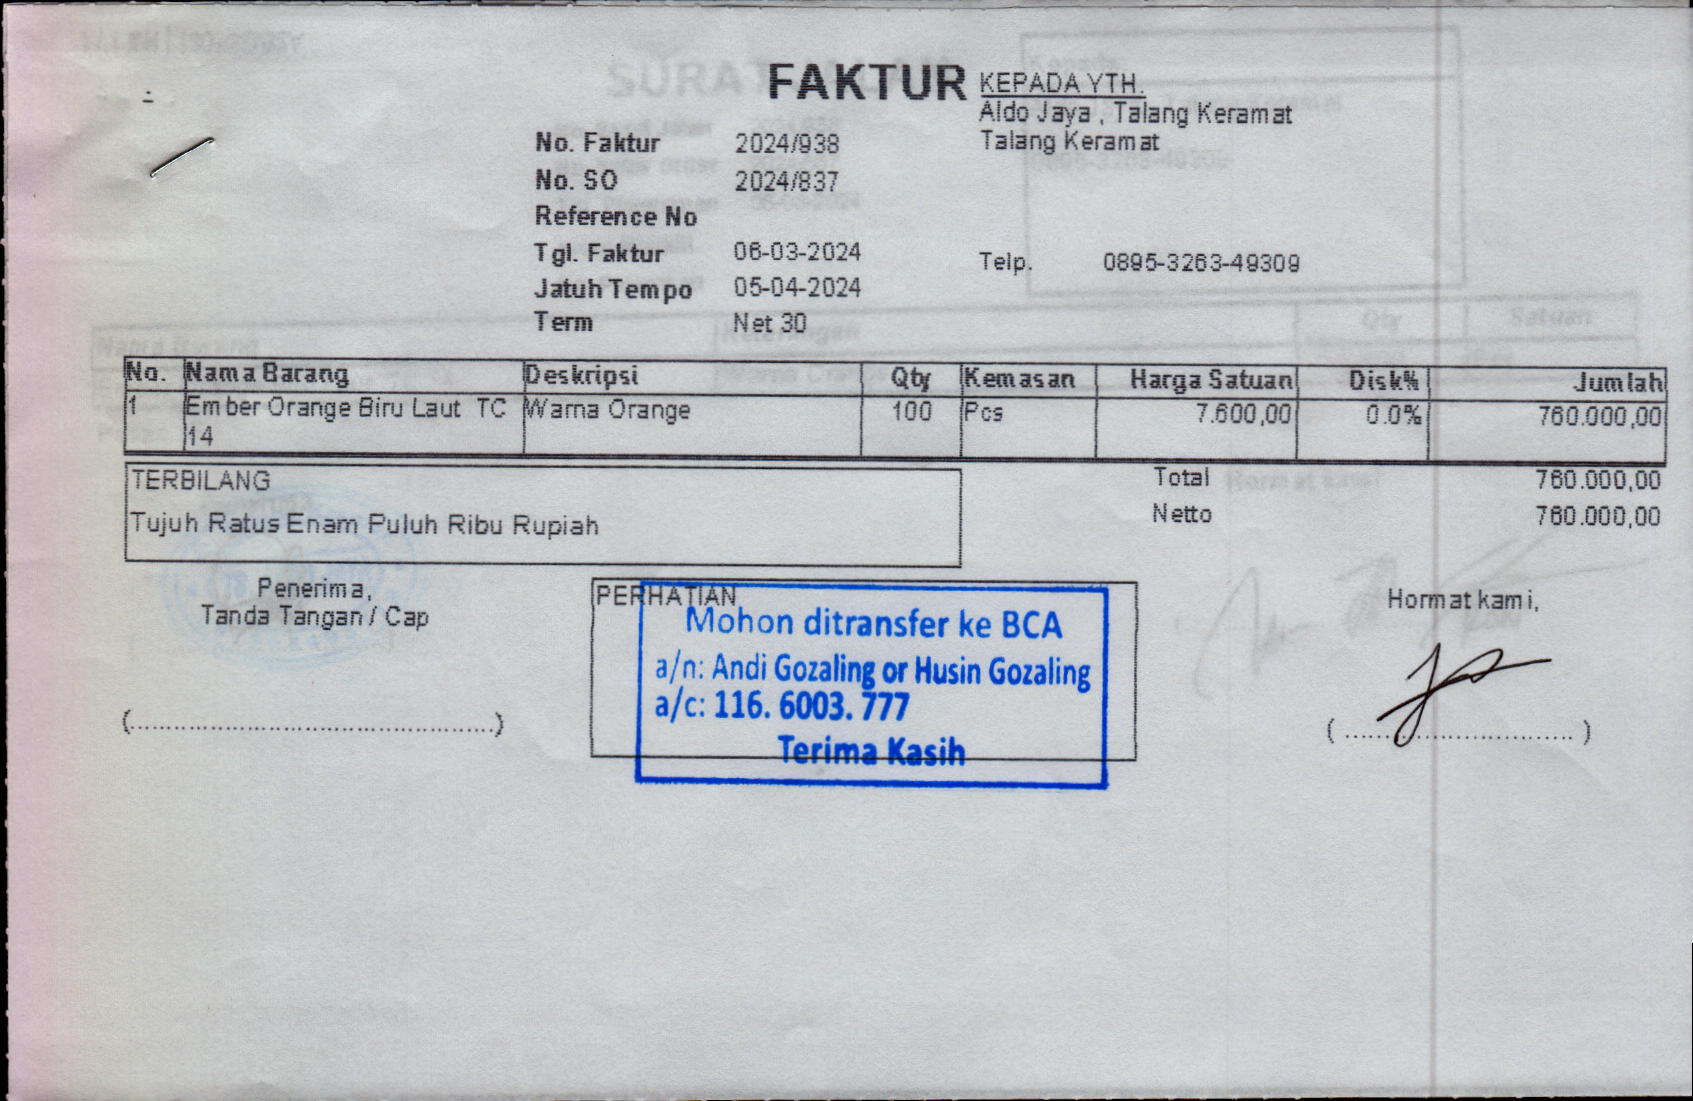 FAKTUR
KEPADA YTH.
Aldo Jaya , Talang Keramat
Talang Keramat
No. Faktur 2024/938
No. SO 2024/837
Reference No
Tgl. Faktur 06-03-2024
Telp. 0895-3263-49309
Jatuh Tempo 05-04-2024
Term Net 30
No. Nama Barang Deskripsi Qty Kemasan Harga Satuan Disk% Jumlah
1 Ember Orange Biru Laut TC Warna Orange 100 Pcs 7.600,00 0.0% 760.000,00
14
TERBILANG
Tujuh Ratus Enam Puluh Ribu Rupiah
Total 760.000,00
Netto 760.000,00
Penerima,
Tanda Tangan / Cap
(..............................................)
PERHATIAN
Mohon ditransfer ke BCA
a/n: Andi Gozaling or Husin Gozaling
a/c: 116. 6003. 777
Terima Kasih
Hormat kami,
( ............................. )